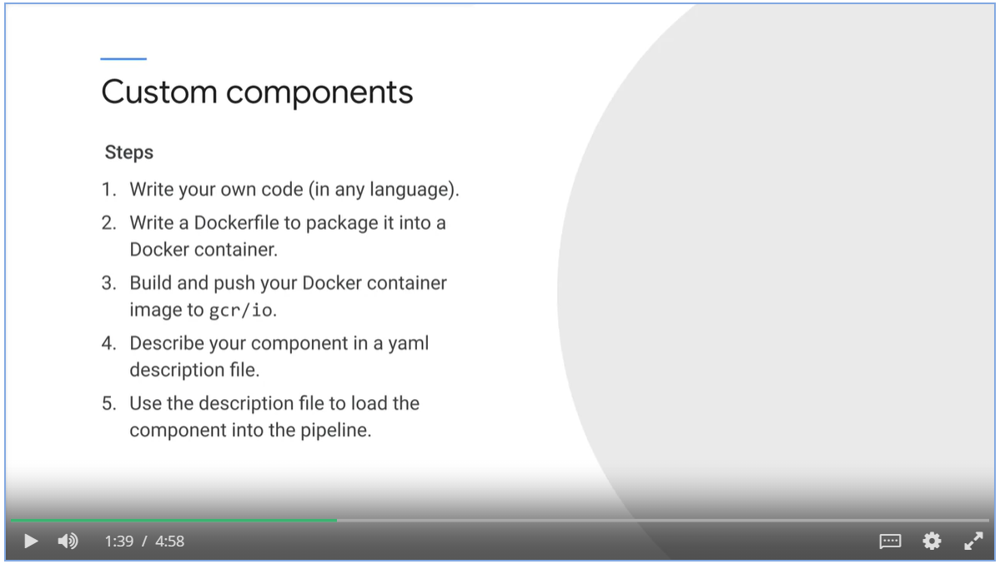 Custom components
Steps
1. Write your own code (in any language).
2. Write a Dockerfile to package it into a
Docker container.
3. Build and push your Docker container
image to gcr/io.
4. Describe your component in a yaml
description file.
5. Use the description file to load the
component into the pipeline.
1:39 / 4:58